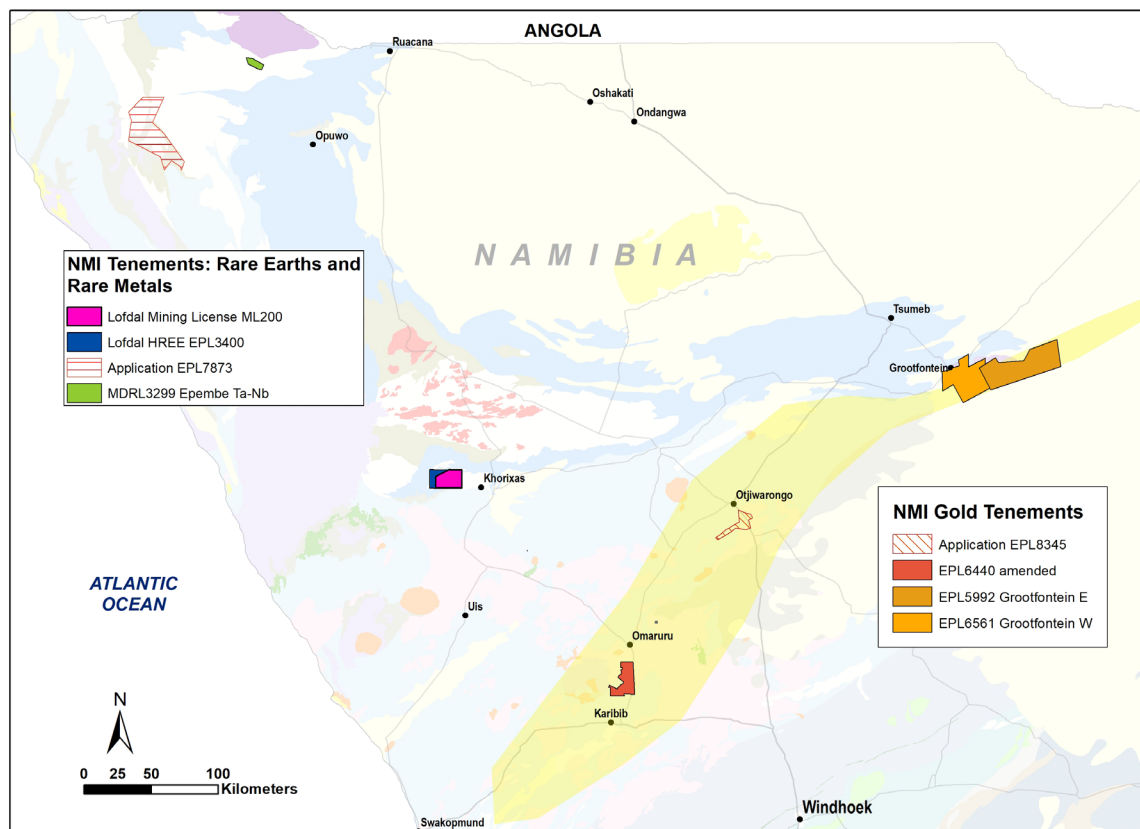 ANGOLA
Ruacana
Oshakati
Ondangwa
Opuwo
NAMIBIA
NMI Tenements: Rare Earths and
Rare Metals
Lofdal Mining License ML200
Lofdal HREE EPL3400
Application EPL7873
MDRL3299 Epembe Ta-Nb
Tsumeb
Grootfontein
Khorixas
Otjiwarongo
NMI Gold Tenements
Application EPL8345
EPL6440 amended
EPL5992 Grootfontein E
EPL6561 Grootfontein W
ATLANTIC
OCEAN
Uis
Omaruru
Karibib
N
0 25 50 100
Kilometers
Windhoek
Swakopmund